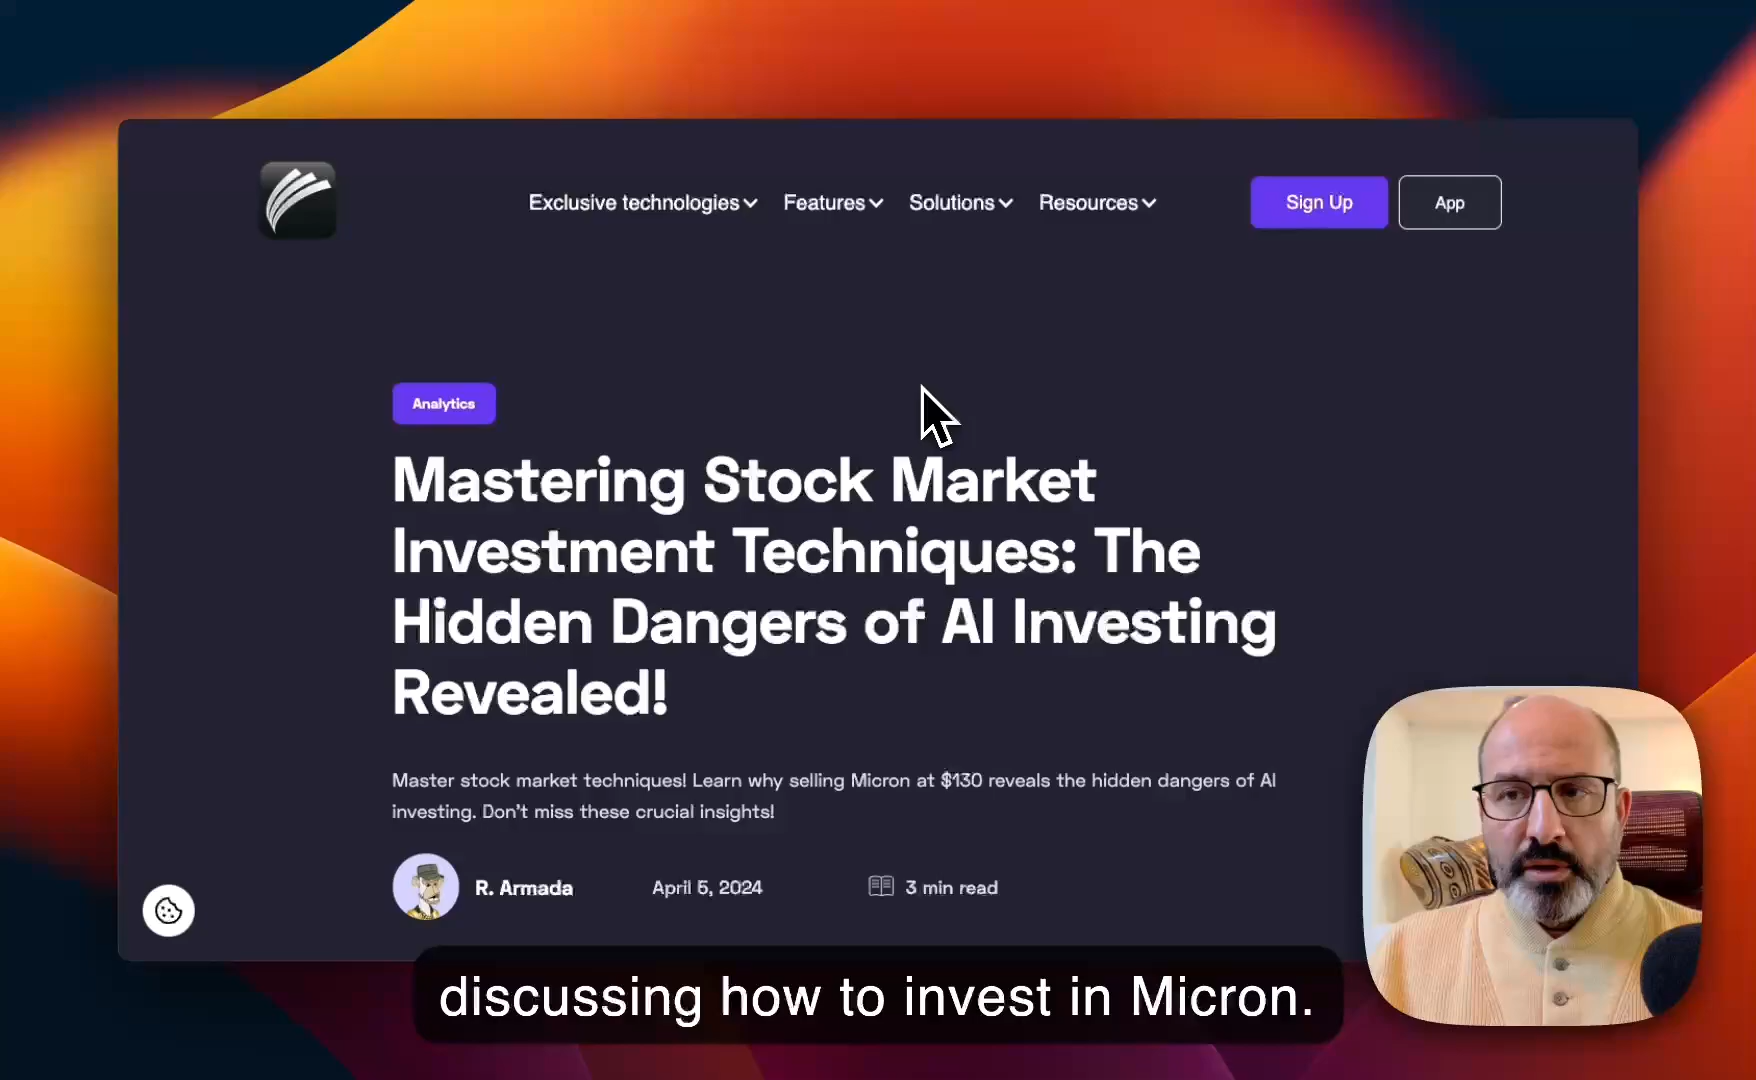 Exclusive technologies Features Solutions Resources Sign Up App
Analytics
Mastering Stock Market
Investment Techniques: The
Hidden Dangers of AI Investing
Revealed!
Master stock market techniques! Learn why selling Micron at $130 reveals the hidden dangers of AI
investing. Don't miss these crucial insights!
R. Armada April 5, 2024 3 min read
discussing how to invest in Micron.